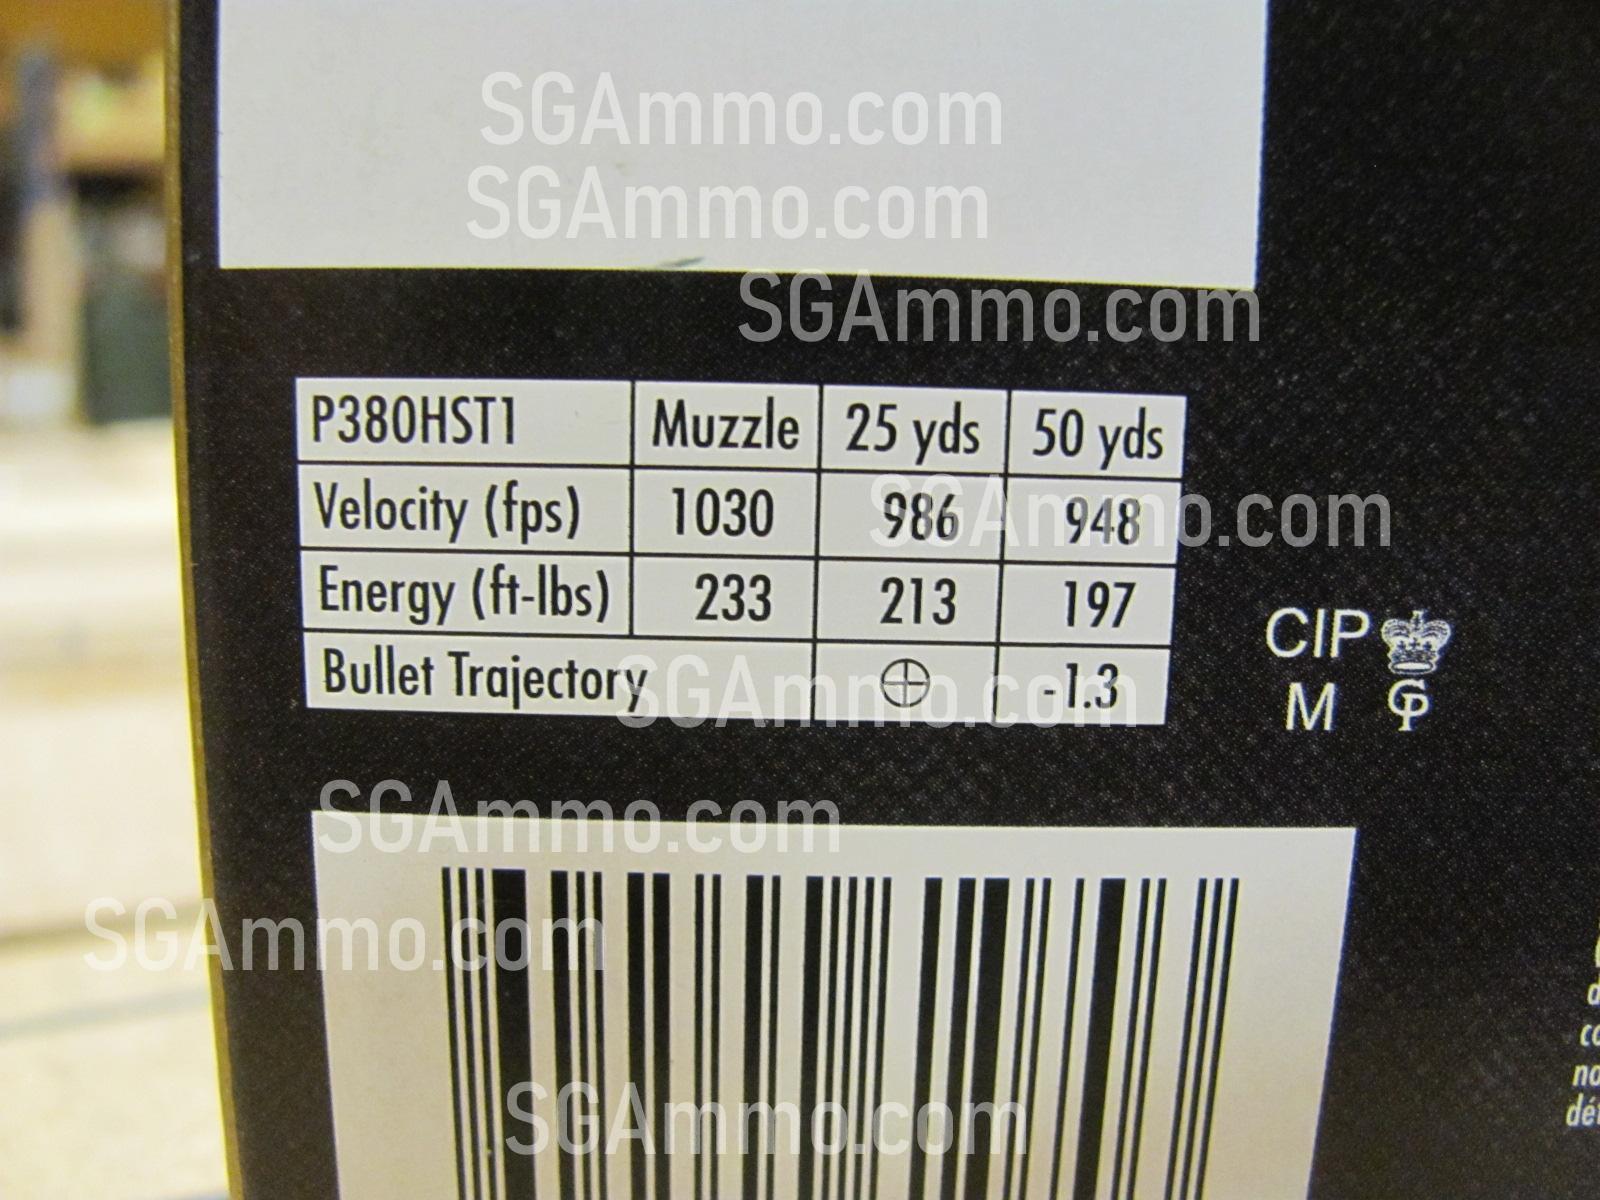 SGAmmo.com
SGAmmo.com
SGAmmo.com
P380HST1 Muzzle 25 yds 50 yds
Velocity (fps) 1030 986 948
SGAmmo.com
Energy (ft-lbs) 233 213 197
Bullet Trajectory -1.3
SGAmmo.com
CIP
M CP
SGAmmo.com
SGAmmo.com
SGAmmo.com